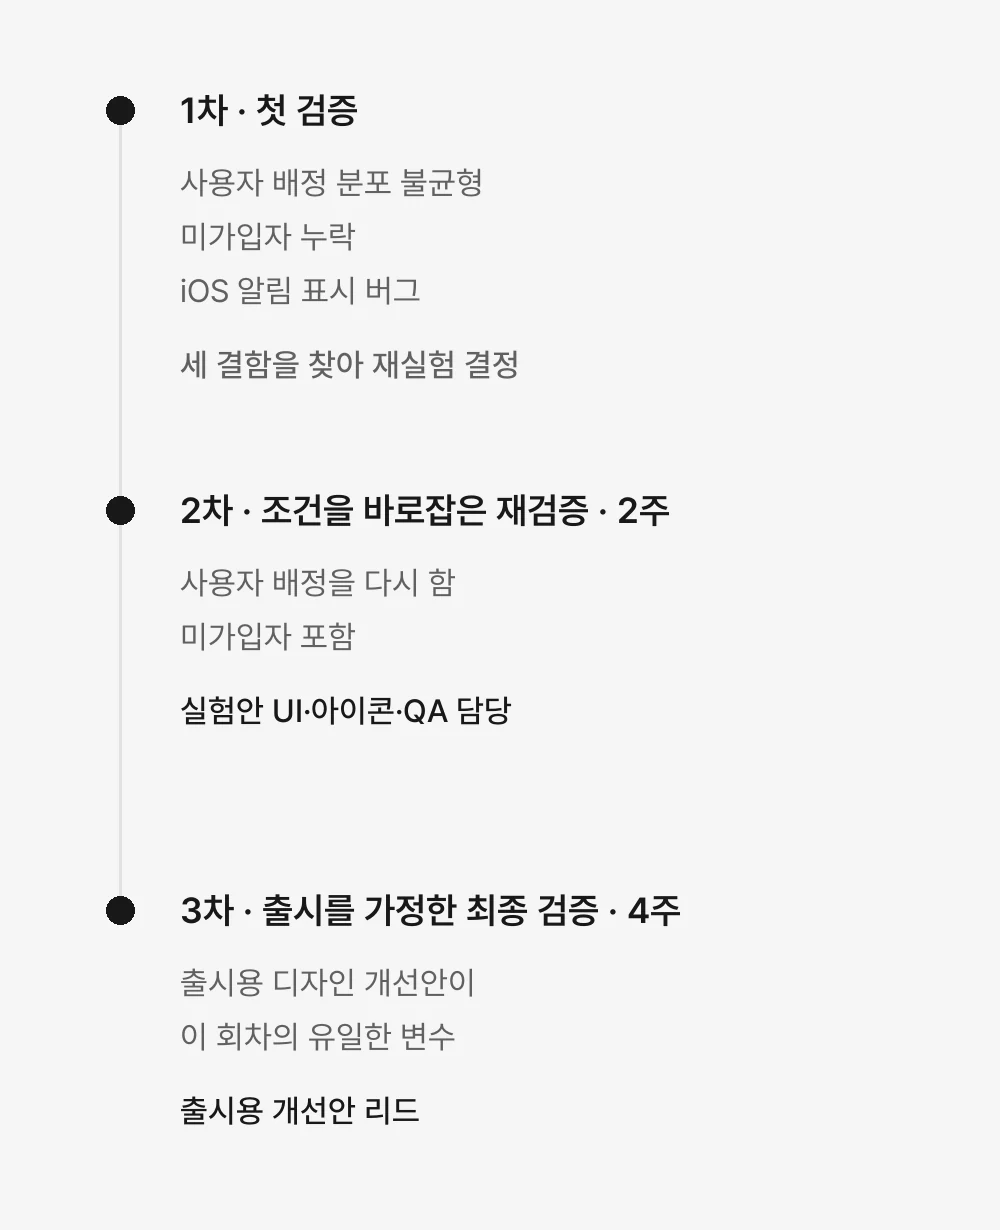 1차 · 첫 검증
사용자 배정 분포 불균형
미가입자 누락
iOS 알림 표시 버그
세 결함을 찾아 재실험 결정
2차 · 조건을 바로잡은 재검증 · 2주
사용자 배정을 다시 함
미가입자 포함
실험안 UI·아이콘·QA 담당
3차 · 출시를 가정한 최종 검증 · 4주
출시용 디자인 개선안이
이 회차의 유일한 변수
출시용 개선안 리드